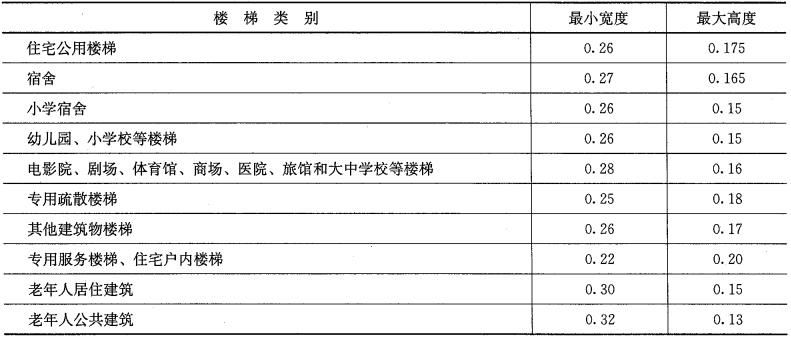 楼 梯 类 别 最小宽度 最大高度
住宅公用楼梯 0.26 0.175
宿舍 0.27 0.165
小学宿舍 0.26 0.15
幼儿园、小学校等楼梯 0.26 0.15
电影院、剧场、体育馆、商场、医院、旅馆和大中学校等楼梯 0.28 0.16
专用疏散楼梯 0.25 0.18
其他建筑物楼梯 0.26 0.17
专用服务楼梯、住宅户内楼梯 0.22 0.20
老年人居住建筑 0.30 0.15
老年人公共建筑 0.32 0.13